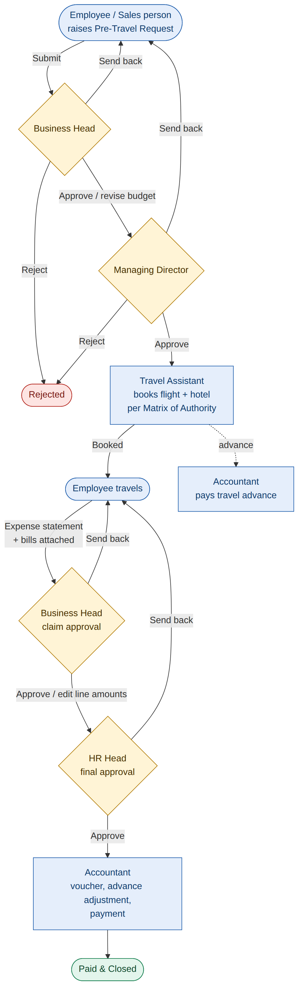 Employee / Sales person
raises Pre-Travel Request
Submit
Send back
Business Head
Send back
Approve / revise budget
Reject
Managing Director
Reject
Approve
Travel Assistant
books flight + hotel
per Matrix of Authority
Rejected
Booked
advance
Employee travels
Accountant
pays travel advance
Expense statement
+ bills attached
Send back
Business Head
claim approval
Send back
Approve / edit line amounts
HR Head
final approval
Approve
Accountant
voucher, advance
adjustment,
payment
Paid & Closed